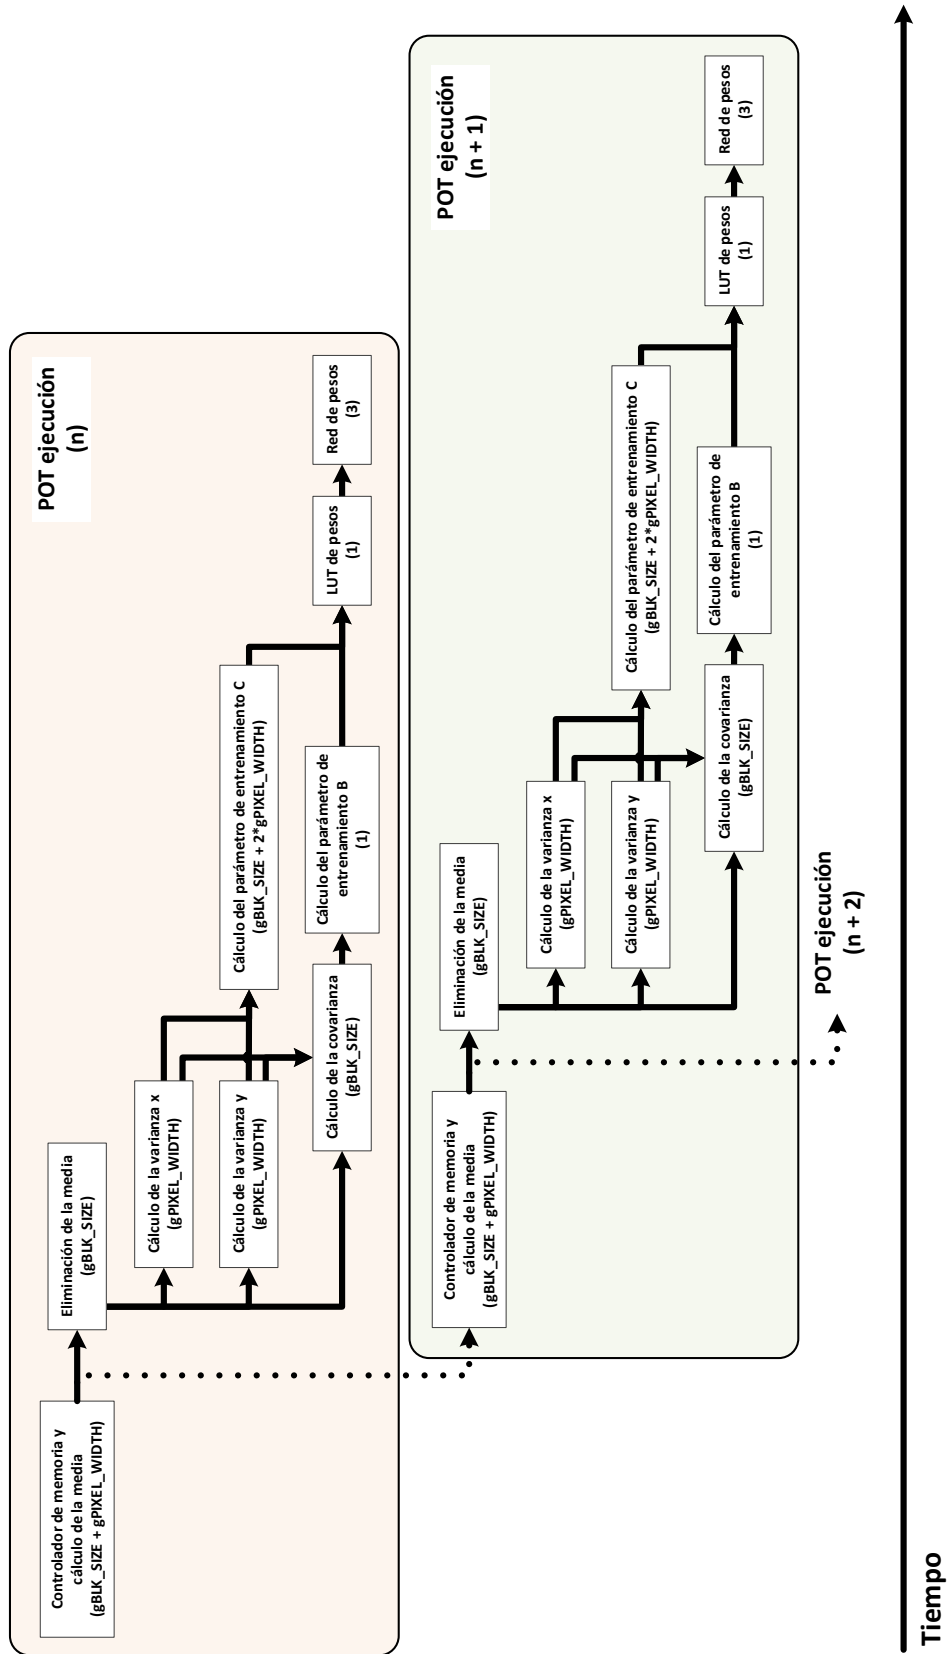 POT ejecución
(n)
Controlador de memoria y
cálculo de la media
(gBLK_SIZE + gPIXEL_WIDTH)
Eliminación de la media
(gBLK_SIZE)
Cálculo de la varianza x
(gPIXEL_WIDTH)
Cálculo de la varianza y
(gPIXEL_WIDTH)
Cálculo de la covarianza
(gBLK_SIZE)
Cálculo del parámetro de entrenamiento C
(gBLK_SIZE + 2*gPIXEL_WIDTH)
Cálculo del parámetro de
entrenamiento B
(1)
LUT de pesos
(1)
Red de pesos
(3)
POT ejecución
(n + 1)
Controlador de memoria y
cálculo de la media
(gBLK_SIZE + gPIXEL_WIDTH)
Eliminación de la media
(gBLK_SIZE)
Cálculo de la varianza x
(gPIXEL_WIDTH)
Cálculo de la varianza y
(gPIXEL_WIDTH)
Cálculo de la covarianza
(gBLK_SIZE)
Cálculo del parámetro de entrenamiento C
(gBLK_SIZE + 2*gPIXEL_WIDTH)
Cálculo del parámetro de
entrenamiento B
(1)
LUT de pesos
(1)
Red de pesos
(3)
POT ejecución
(n + 2)
Tiempo